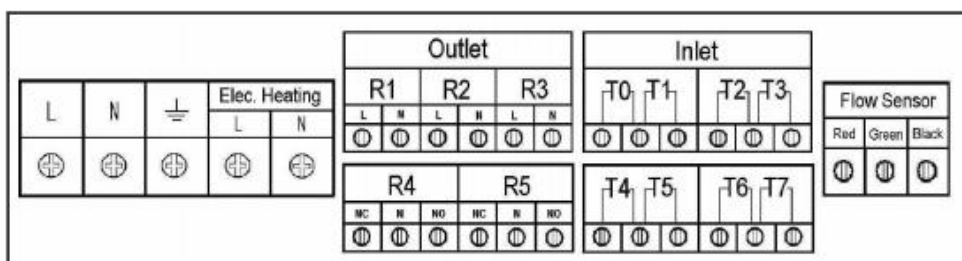 L N Elec. Heating
L N
Outlet
R1 R2 R3
L N L N L N
R4 R5
NC N NO NC N NO
Inlet
T0 T1 T2 T3
T4 T5 T6 T7
Flow Sensor
Red Green Black